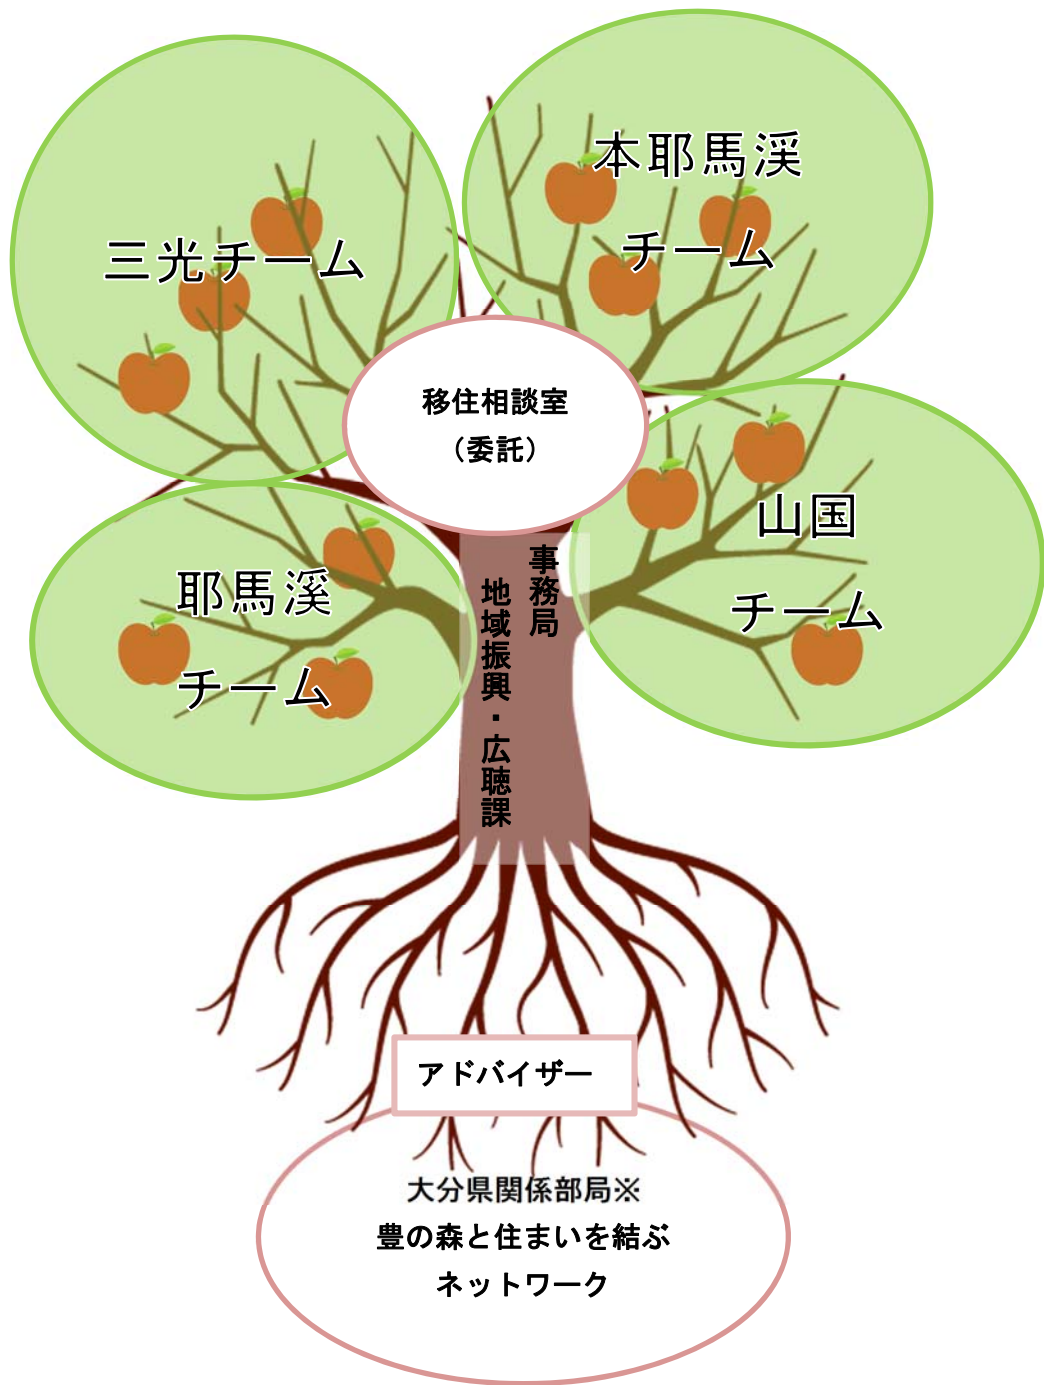 本耶馬渓
チーム
三光チーム
移住相談室
（委託）
山国
チーム
耶馬渓
チーム
事務局
地域振興・広聴課
アドバイザー
大分県関係部局※
豊の森と住まいを結ぶ
ネットワーク